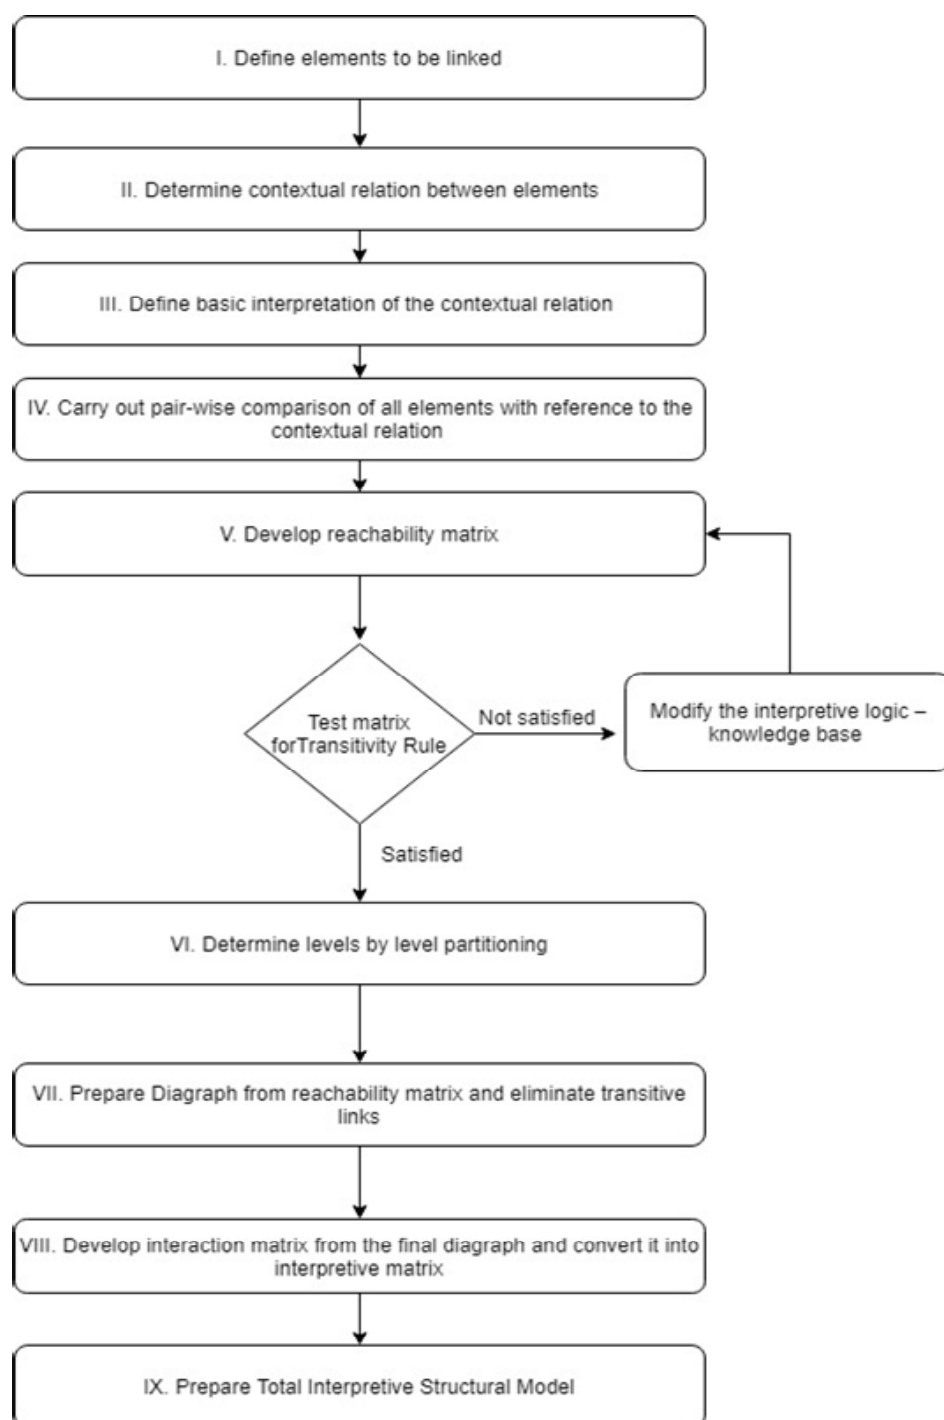 I. Define elements to be linked
II. Determine contextual relation between elements
III. Define basic interpretation of the contextual relation
IV. Carry out pair-wise comparison of all elements with reference to the
contextual relation
V. Develop reachability matrix
Test matrix
forTransitivity Rule
Not satisfied
Modify the interpretive logic –
knowledge base
Satisfied
VI. Determine levels by level partitioning
VII. Prepare Diagraph from reachability matrix and eliminate transitive
links
VIII. Develop interaction matrix from the final diagraph and convert it into
interpretive matrix
IX. Prepare Total Interpretive Structural Model